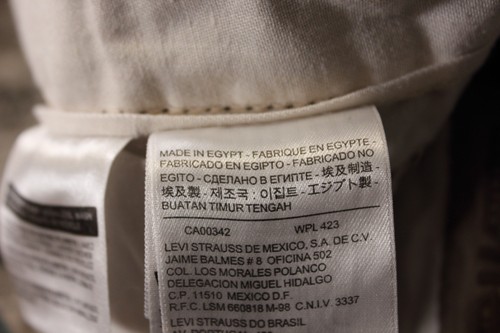 MADE IN EGYPT - FABRIQUE EN EGYPTE -
FABRICADO EN EGIPTO - FABRICADO NO
EGITO - СДЕЛАНО В ЕГИПТЕ - 埃及制造 -
埃及製 - 제조국 : 이집트 - エジプト製 -
BUATAN TIMUR TENGAH
CA00342 WPL 423
LEVI STRAUSS DE MEXICO, S.A. DE C.V.
JAIME BALMES # 8 OFICINA 502
COL. LOS MORALES POLANCO
DELEGACION MIGUEL HIDALGO
C.P. 11510 MEXICO D.F.
R.F.C. LSM 660818 M-98 C.N.I.V. 3337
LEVI STRAUSS DO BRASIL